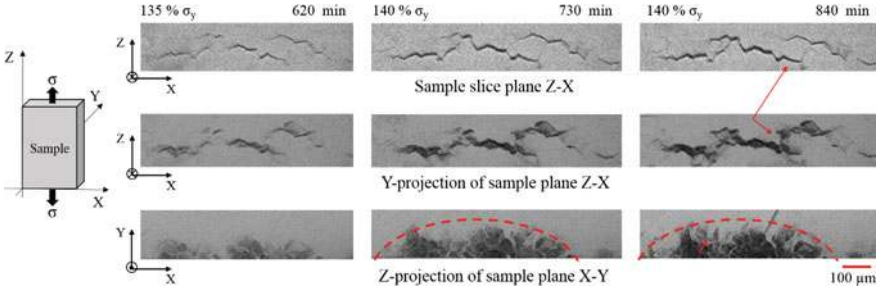 135 % σy 620 min
140 % σy 730 min
140 % σy 840 min
Z
X
Z
σ
Y
Sample
X
σ
Sample slice plane Z-X
Z
X
Y-projection of sample plane Z-X
Y
X
Z-projection of sample plane X-Y
100 µm